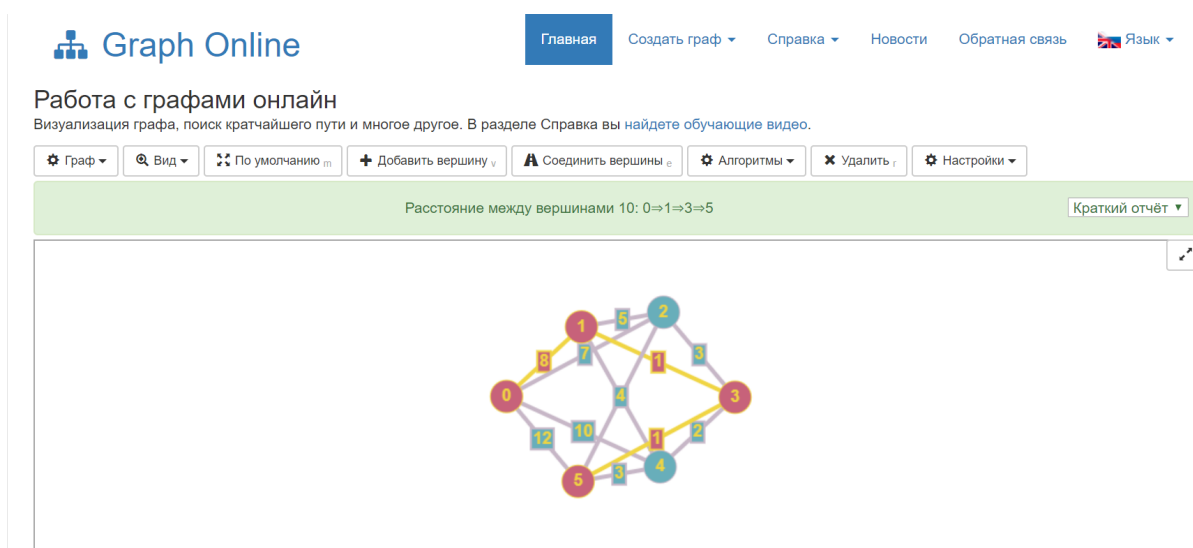 Graph Online
Главная Создать граф Справка Новости Обратная связь Язык
Работа с графами онлайн
Визуализация графа, поиск кратчайшего пути и многое другое. В разделе Справка вы найдете обучающие видео.
Граф Вид По умолчанию m Добавить вершину v Соединить вершины e Алгоритмы Удалить r Настройки
Расстояние между вершинами 10: 0⇒1⇒3⇒5 Краткий отчёт
2
1 5
8 7 1 3
0 4 3
12 10 1 2
5 3 4